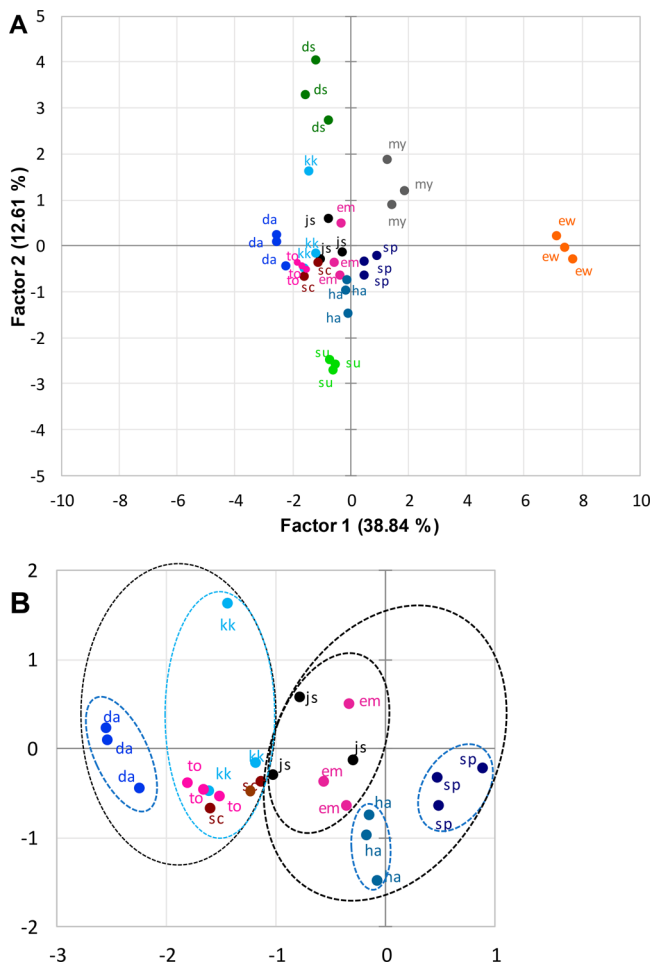 A
5
ds
4
ds
3
ds
2
kk
my
my
1
my
da
js
em
ew
0
da
kk
js
js
sp
ew
da
to
kk
em
sp
ew
to
sc
em
sp
-1
to
sc
ha
ha
ha
-2
su
su
-3
su
-4
-5
-10
-8
-6
-4
-2
0
2
4
6
8
10
Factor 2 (12.61 %)
Factor 1 (38.84 %)
B
2
kk
1
js
em
da
da
js
0
kk
js
da
to
kk
em
sp
to
to
sc
sp
sc
em
ha
sp
-1
ha
ha
-2
-3
-2
-1
0
1